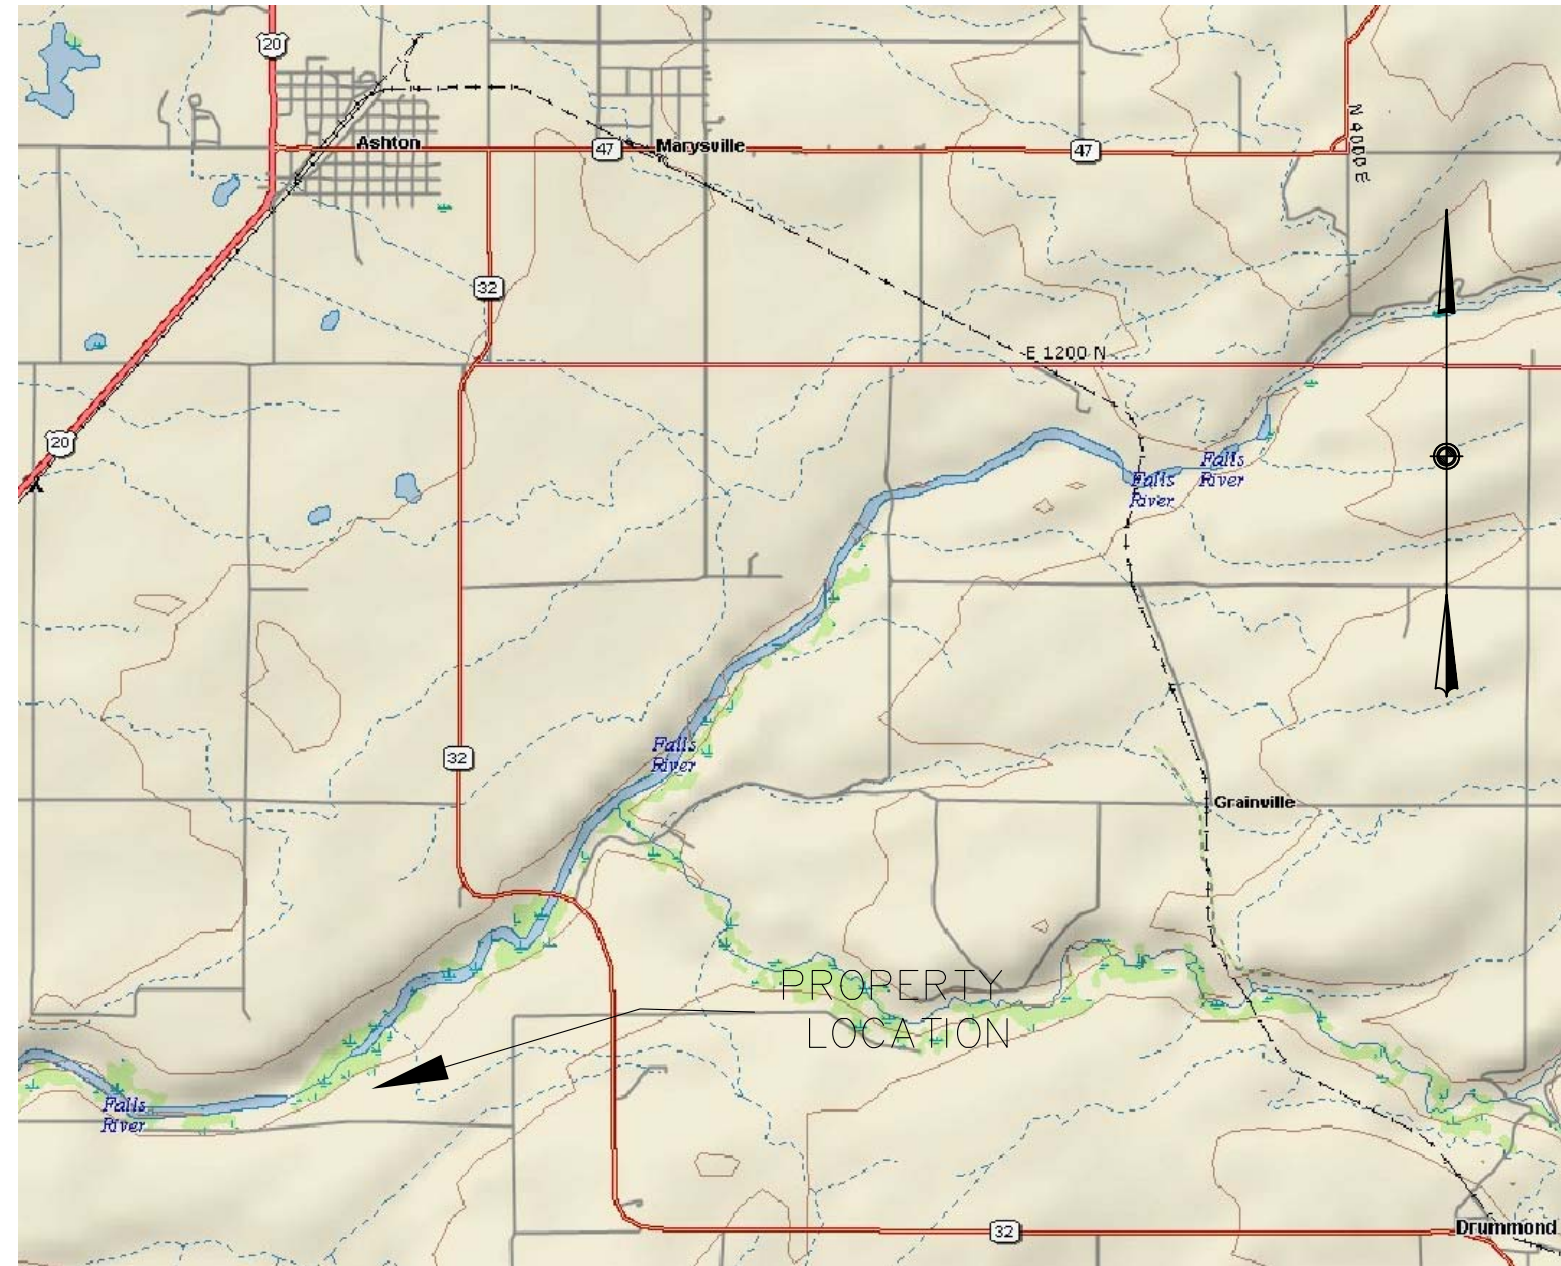 20
Ashton
47
Marysville
47
N 4000 E
32
E 1200 N
20
Falls
River
Falls
River
Falls
River
32
Grainville
PROPERTY
LOCATION
Falls
River
32
Drummond